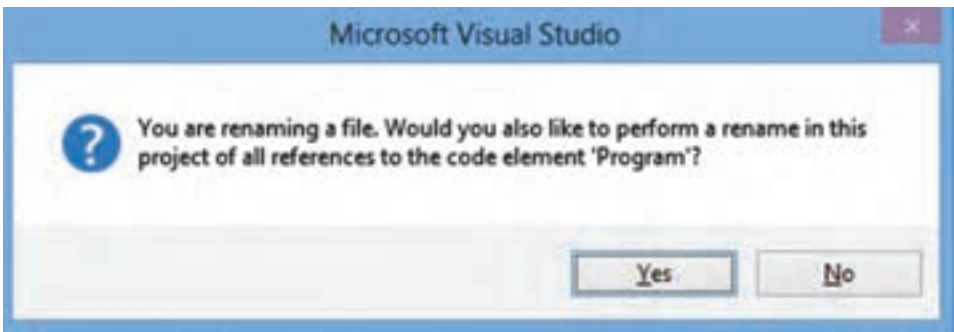 Microsoft Visual Studio
You are renaming a file. Would you also like to perform a rename in this
project of all references to the code element 'Program'?
Yes
No